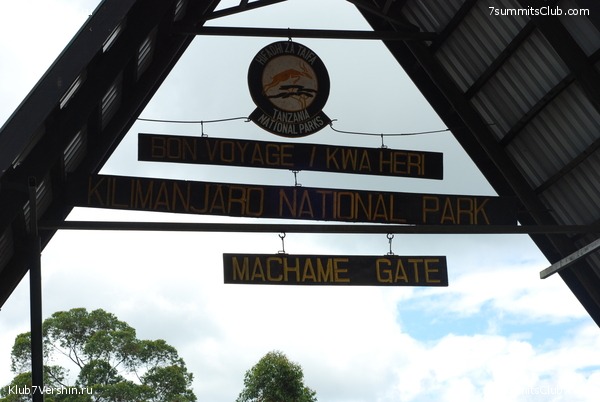 7summitsClub.com
HIFADHI ZA TAIFA
TANZANIA
NATIONAL PARKS
BON VOYAGE / KWA HERI
KILIMANJARO NATIONAL PARK
MACHAME GATE
Klub7Vershin.ru